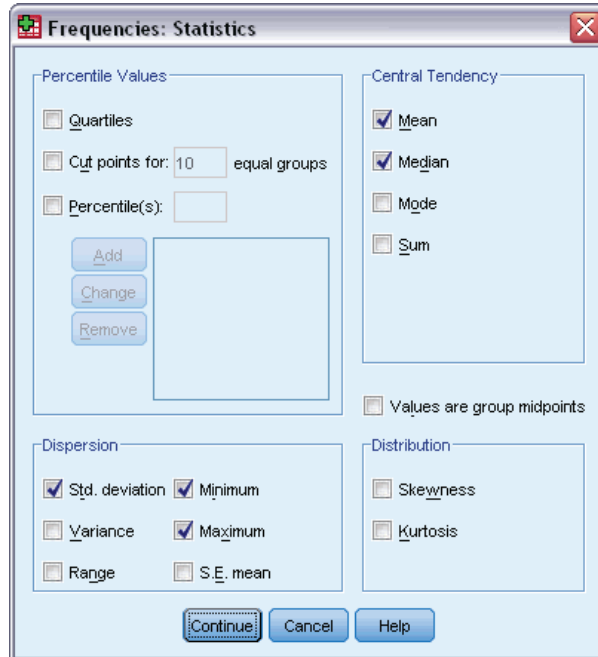 Frequencies: Statistics
Percentile Values
Quartiles
Cut points for: 10 equal groups
Percentile(s):
Add
Change
Remove
Central Tendency
Mean
Median
Mode
Sum
Values are group midpoints
Dispersion
Std. deviation Minimum
Variance Maximum
Range S.E. mean
Distribution
Skewness
Kurtosis
Continue Cancel Help